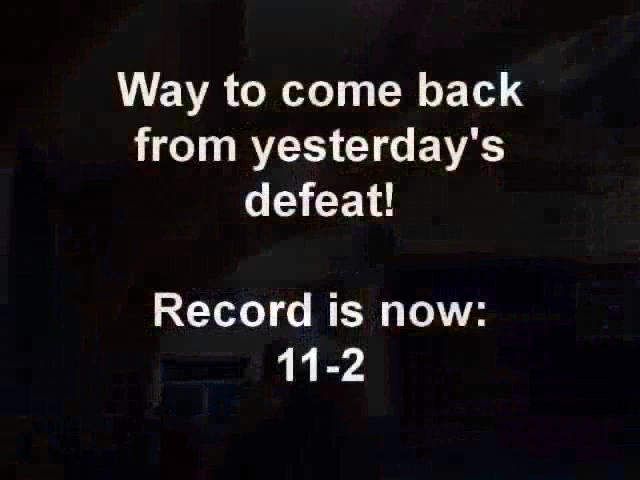 Way to come back
from yesterday's
defeat!
Record is now:
11-2